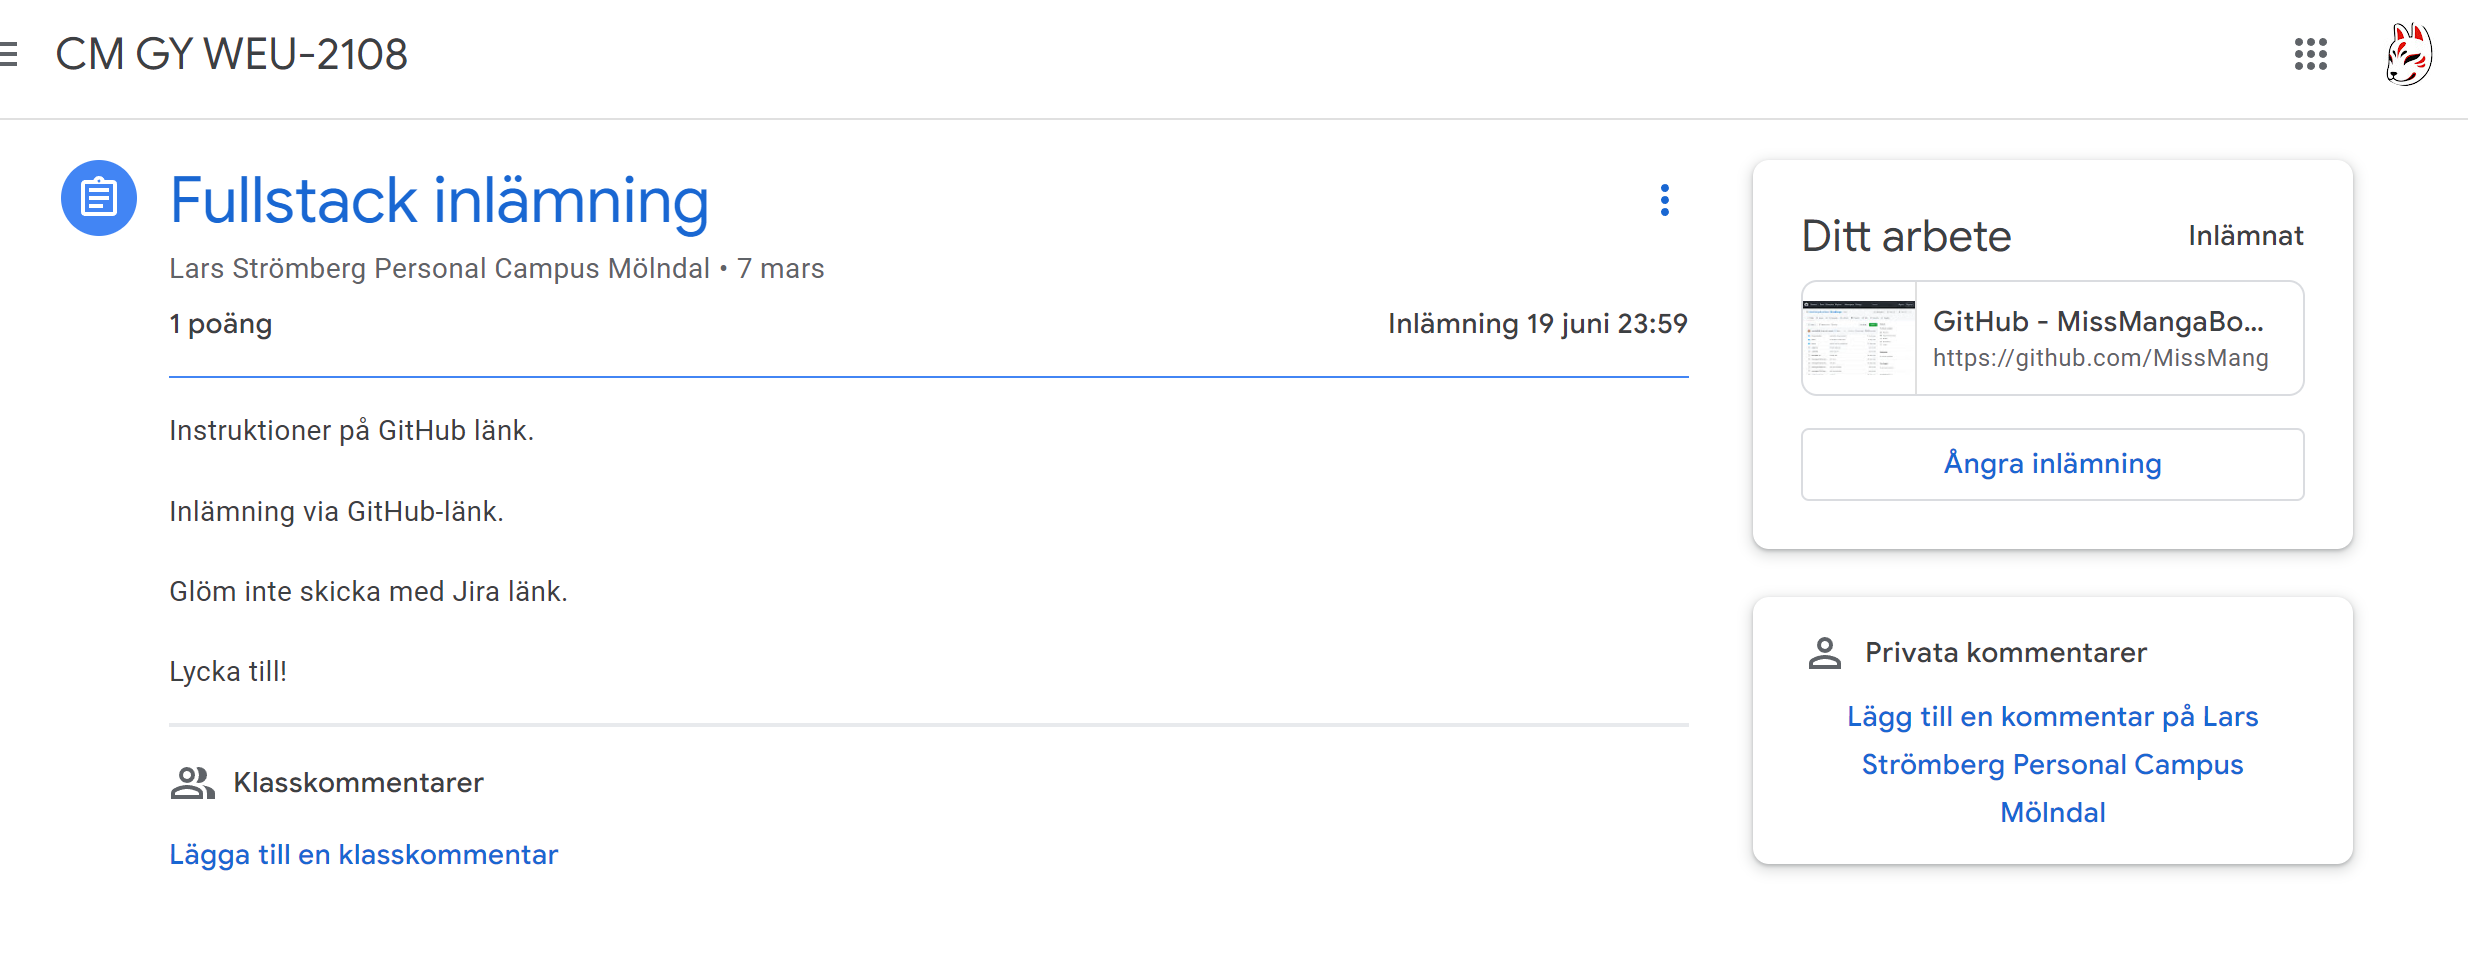 CM GY WEU-2108
Fullstack inlämning
Lars Strömberg Personal Campus Mölndal • 7 mars
1 poäng
Inlämning 19 juni 23:59
Instruktioner på GitHub länk.
Inlämning via GitHub-länk.
Glöm inte skicka med Jira länk.
Lycka till!
Klasskommentarer
Lägga till en klasskommentar
Ditt arbete
Inlämnat
GitHub - MissMangaBo...
https://github.com/MissMang
Ångra inlämning
Privata kommentarer
Lägg till en kommentar på Lars
Strömberg Personal Campus
Mölndal